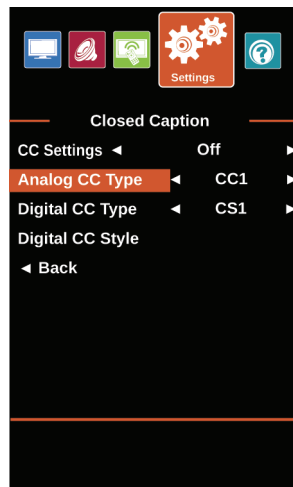 Settings
Closed Caption
CC Settings ◄ Off ►
Analog CC Type ◄ CC1 ►
Digital CC Type ◄ CS1 ►
Digital CC Style
◄ Back